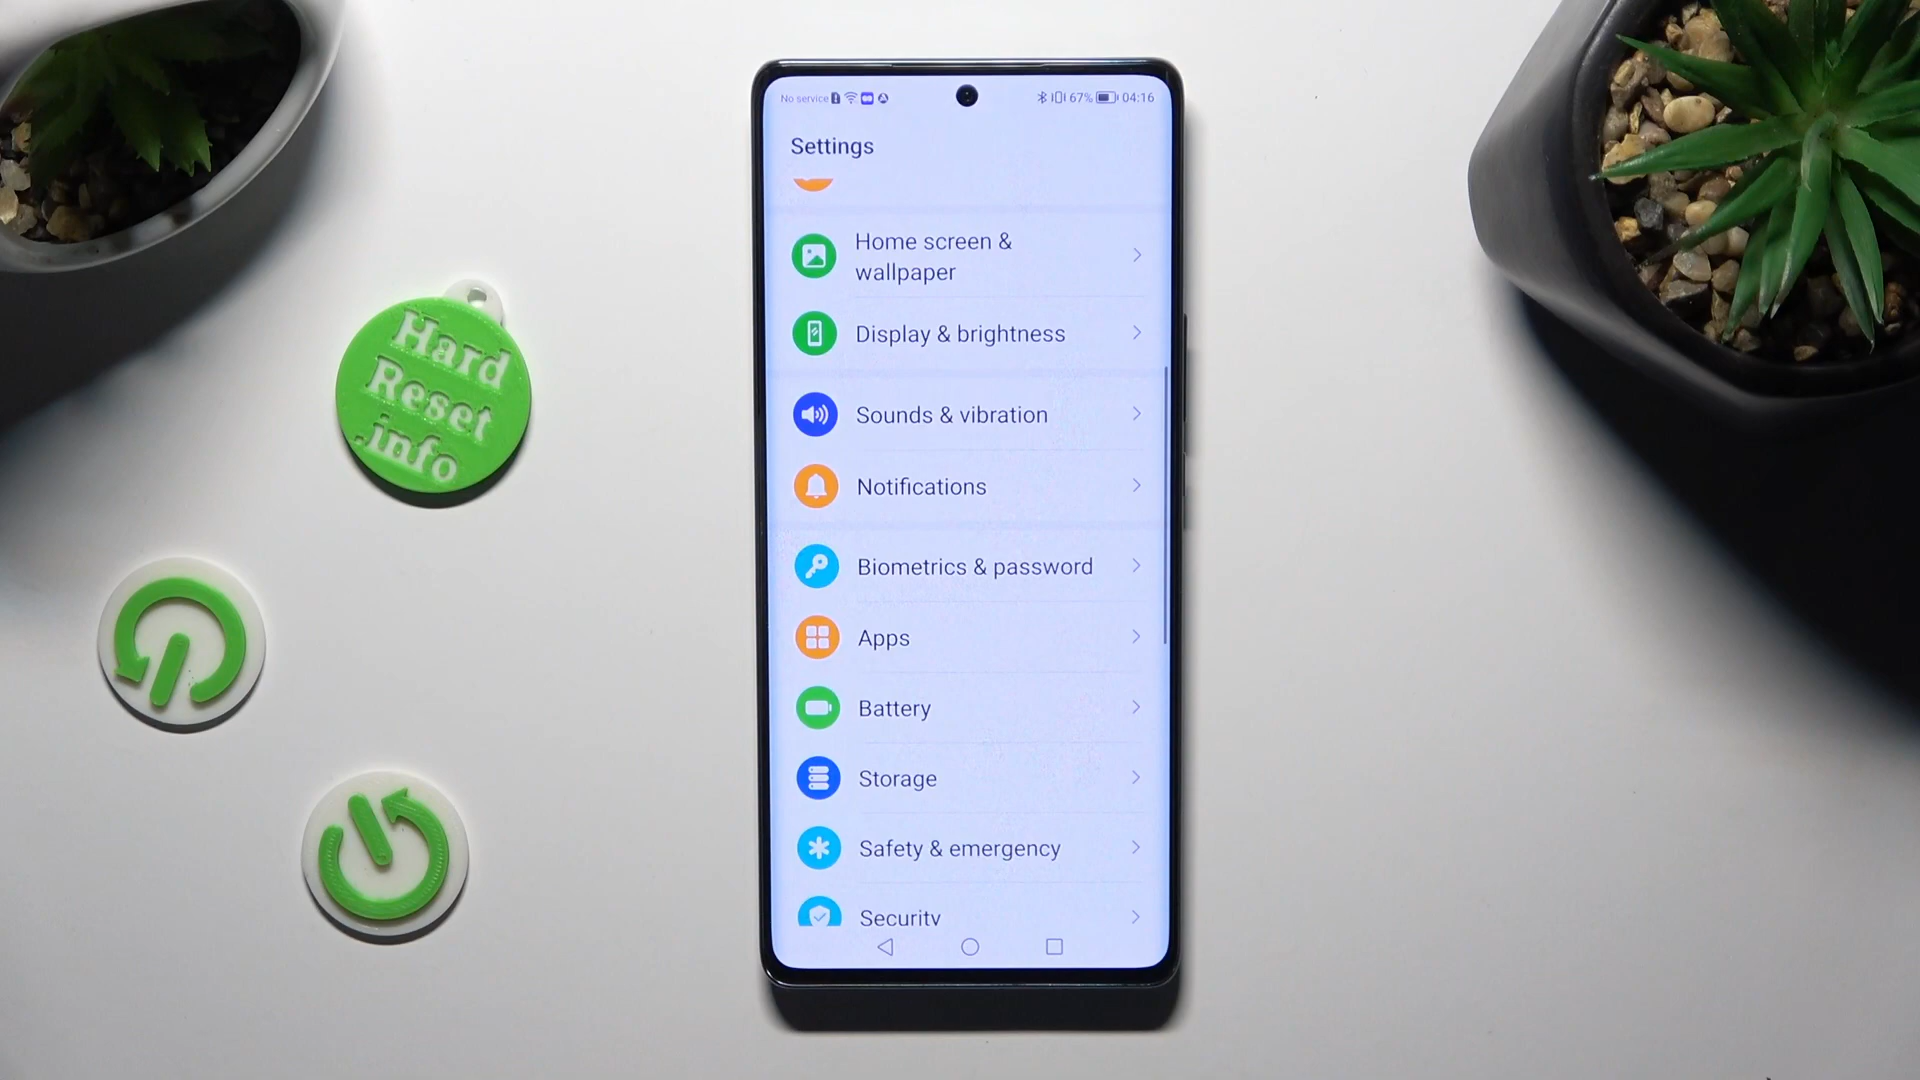 No service
67%
04:16
Settings
Home screen &
wallpaper
Display & brightness
Sounds & vibration
Notifications
Biometrics & password
Apps
Battery
Storage
Safety & emergency
Security
Hard
Reset
.info